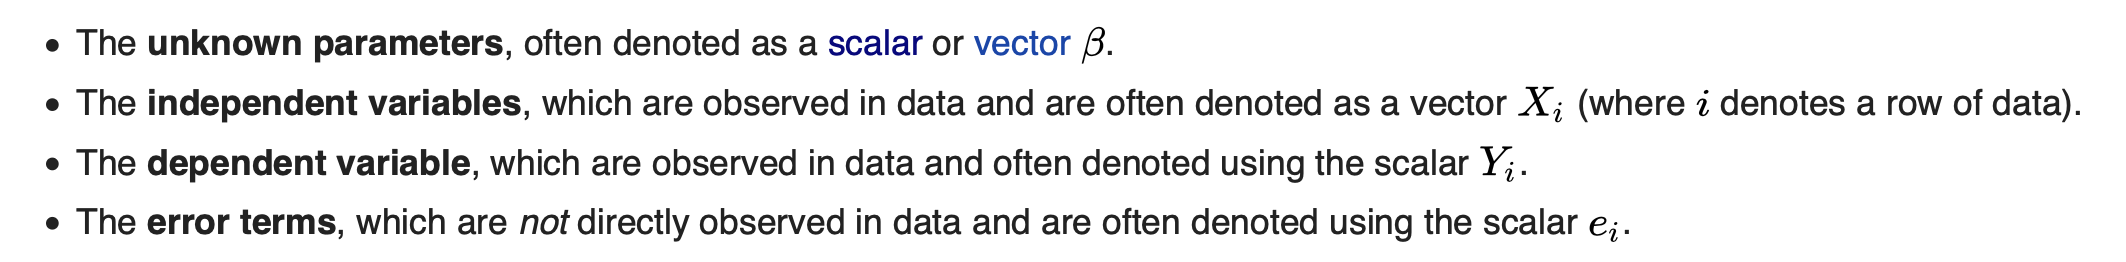 • The unknown parameters, often denoted as a scalar or vector β.
• The independent variables, which are observed in data and are often denoted as a vector Xᵢ (where i denotes a row of data).
• The dependent variable, which are observed in data and often denoted using the scalar Yᵢ.
• The error terms, which are not directly observed in data and are often denoted using the scalar eᵢ.